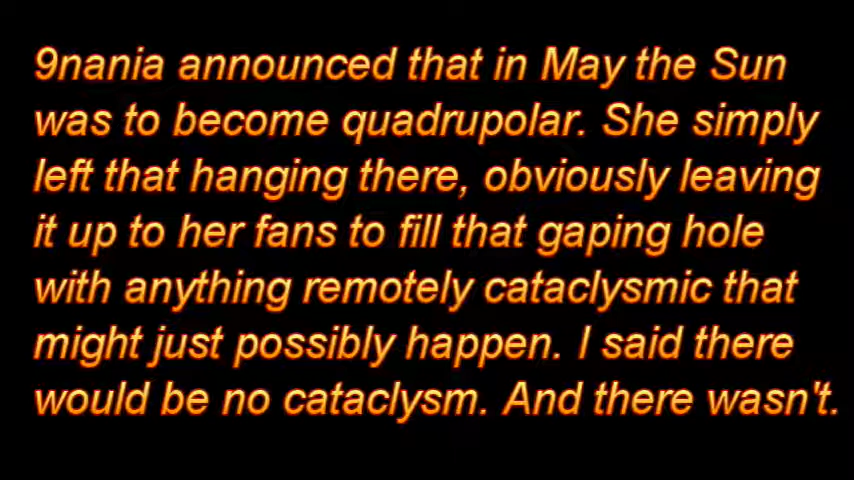 9nania announced that in May the Sun
was to become quadrupolar. She simply
left that hanging there, obviously leaving
it up to her fans to fill that gaping hole
with anything remotely cataclysmic that
might just possibly happen. I said there
would be no cataclysm. And there wasn't.